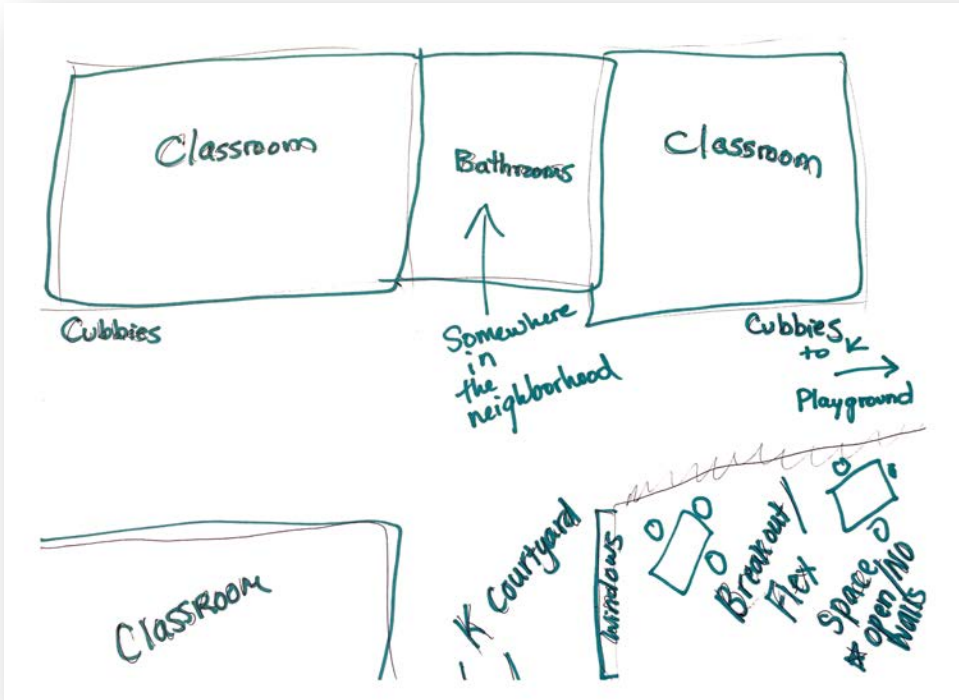 Classroom
Bathrooms
Classroom
Cubbies
Somewhere
in
the
neighborhood
Cubbies
to K
Playground
Classroom
K Courtyard
Windows
Breakout/
Flex
Space
* open/No
Walls